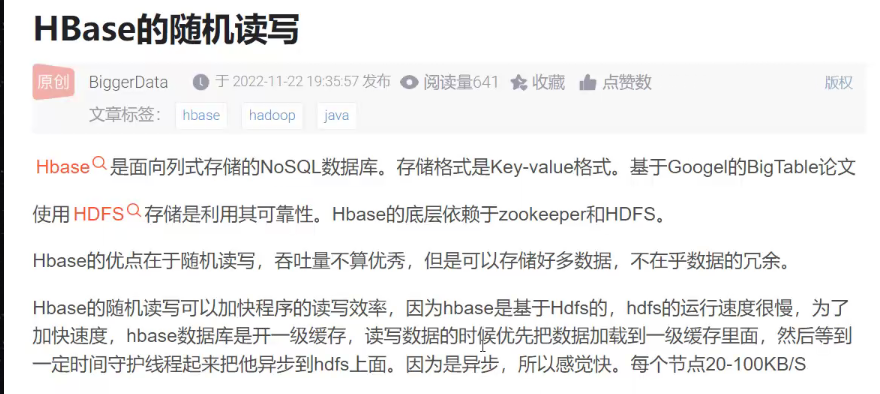 HBase的随机读写
原创 BiggerData 于 2022-11-22 19:35:57 发布 阅读量641 收藏 点赞数 版权
文章标签： hbase hadoop java
Hbase是面向列式存储的NoSQL数据库。存储格式是Key-value格式。基于Googel的BigTable论文
使用HDFS存储是利用其可靠性。Hbase的底层依赖于zookeeper和HDFS。
Hbase的优点在于随机读写，吞吐量不算优秀，但是可以存储好多数据，不在乎数据的冗余。
Hbase的随机读写可以加快程序的读写效率，因为hbase是基于Hdfs的，hdfs的运行速度很慢，为了
加快速度，hbase数据库是开一级缓存，读写数据的时候优先把数据加载到一级缓存里面，然后等到
一定时间守护线程起来把他异步到hdfs上面。因为是异步，所以感觉快。每个节点20-100KB/S